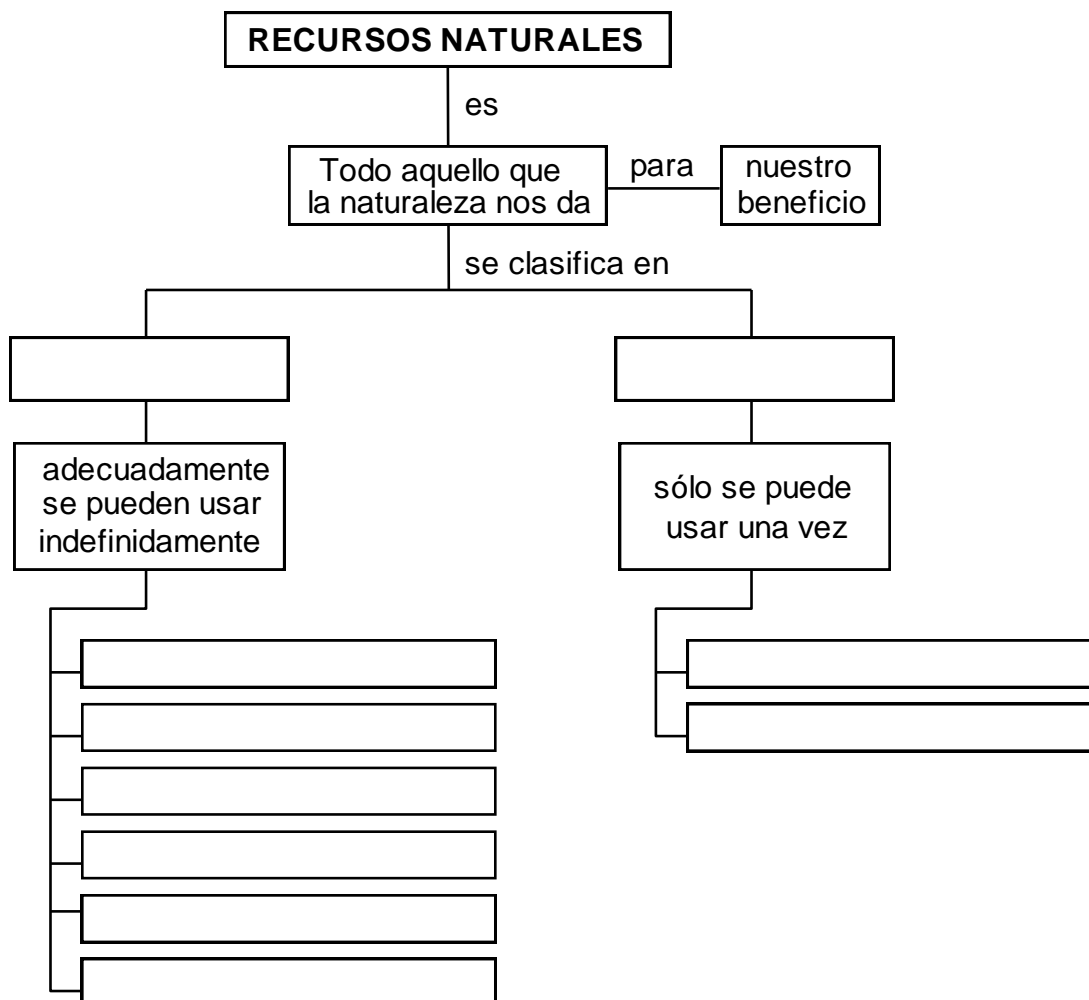 RECURSOS NATURALES
es
Todo aquello que
la naturaleza nos da
para
nuestro
beneficio
se clasifica en
adecuadamente
se pueden usar
indefinidamente
sólo se puede
usar una vez